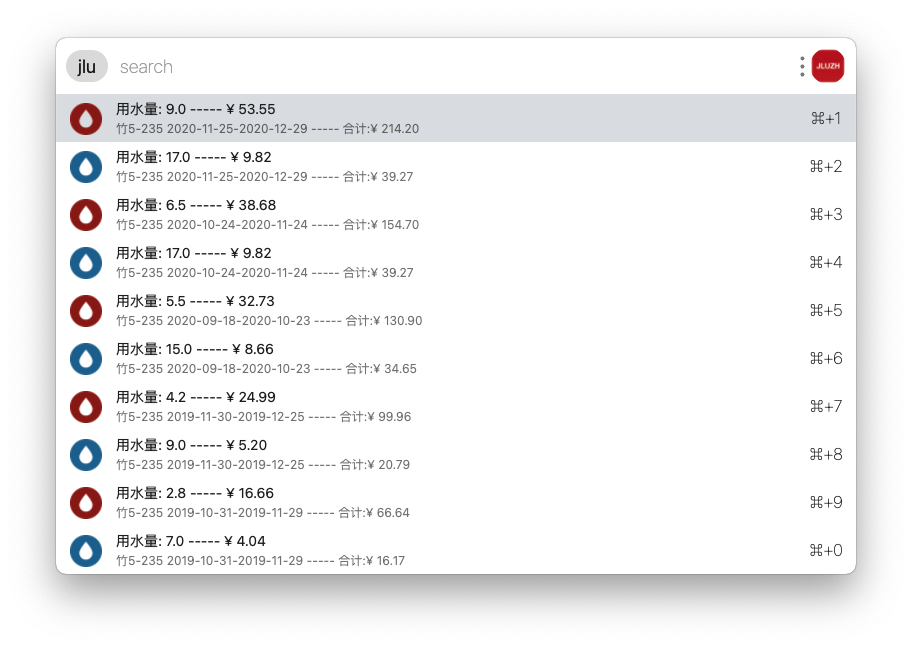 jlu search JLUZH
用水量: 9.0 ----- ¥ 53.55
竹5-235 2020-11-25-2020-12-29 ----- 合计:¥ 214.20 ⌘+1
用水量: 17.0 ----- ¥ 9.82
竹5-235 2020-11-25-2020-12-29 ----- 合计:¥ 39.27 ⌘+2
用水量: 6.5 ----- ¥ 38.68
竹5-235 2020-10-24-2020-11-24 ----- 合计:¥ 154.70 ⌘+3
用水量: 17.0 ----- ¥ 9.82
竹5-235 2020-10-24-2020-11-24 ----- 合计:¥ 39.27 ⌘+4
用水量: 5.5 ----- ¥ 32.73
竹5-235 2020-09-18-2020-10-23 ----- 合计:¥ 130.90 ⌘+5
用水量: 15.0 ----- ¥ 8.66
竹5-235 2020-09-18-2020-10-23 ----- 合计:¥ 34.65 ⌘+6
用水量: 4.2 ----- ¥ 24.99
竹5-235 2019-11-30-2019-12-25 ----- 合计:¥ 99.96 ⌘+7
用水量: 9.0 ----- ¥ 5.20
竹5-235 2019-11-30-2019-12-25 ----- 合计:¥ 20.79 ⌘+8
用水量: 2.8 ----- ¥ 16.66
竹5-235 2019-10-31-2019-11-29 ----- 合计:¥ 66.64 ⌘+9
用水量: 7.0 ----- ¥ 4.04
竹5-235 2019-10-31-2019-11-29 ----- 合计:¥ 16.17 ⌘+0